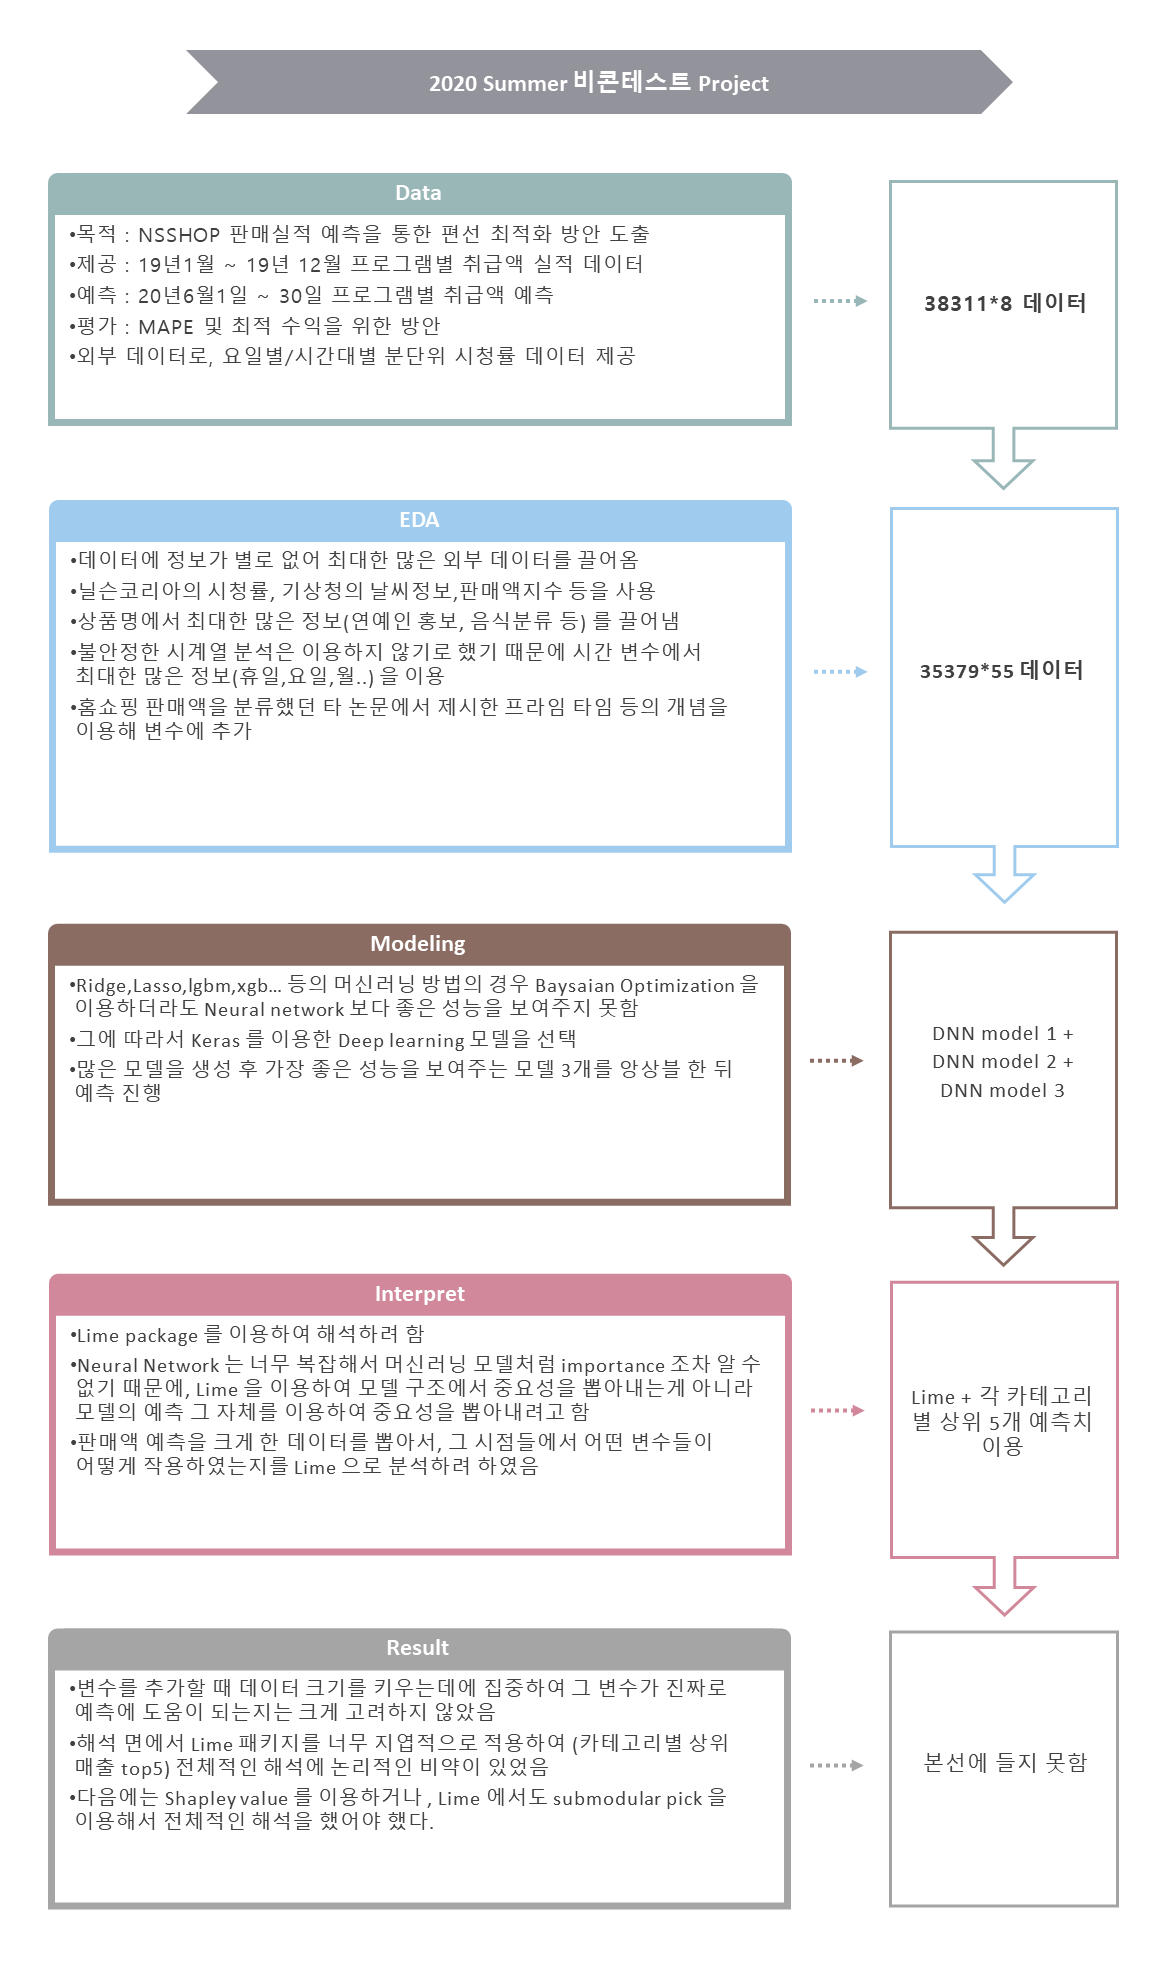 2020 Summer 비콘테스트 Project
Data
•목적 : NSSHOP 판매실적 예측을 통한 편선 최적화 방안 도출
•제공 : 19년1월 ~ 19년 12월 프로그램별 취급액 실적 데이터
•예측 : 20년6월1일 ~ 30일 프로그램별 취급액 예측
•평가 : MAPE 및 최적 수익을 위한 방안
•외부 데이터로, 요일별/시간대별 분단위 시청률 데이터 제공
38311*8 데이터
EDA
•데이터에 정보가 별로 없어 최대한 많은 외부 데이터를 끌어옴
•닐슨코리아의 시청률, 기상청의 날씨정보,판매액지수 등을 사용
•상품명에서 최대한 많은 정보(연예인 홍보, 음식분류 등) 를 끌어냄
•불안정한 시계열 분석은 이용하지 않기로 했기 때문에 시간 변수에서
최대한 많은 정보(휴일,요일,월..) 을 이용
•홈쇼핑 판매액을 분류했던 타 논문에서 제시한 프라임 타임 등의 개념을
이용해 변수에 추가
35379*55 데이터
Modeling
•Ridge,Lasso,lgbm,xgb… 등의 머신러닝 방법의 경우 Baysaian Optimization 을
이용하더라도 Neural network 보다 좋은 성능을 보여주지 못함
•그에 따라서 Keras 를 이용한 Deep learning 모델을 선택
•많은 모델을 생성 후 가장 좋은 성능을 보여주는 모델 3개를 앙상블 한 뒤
예측 진행
DNN model 1 +
DNN model 2 +
DNN model 3
Interpret
•Lime package 를 이용하여 해석하려 함
•Neural Network 는 너무 복잡해서 머신러닝 모델처럼 importance 조차 알 수
없기 때문에, Lime 을 이용하여 모델 구조에서 중요성을 뽑아내는게 아니라
모델의 예측 그 자체를 이용하여 중요성을 뽑아내려고 함
•판매액 예측을 크게 한 데이터를 뽑아서, 그 시점들에서 어떤 변수들이
어떻게 작용하였는지를 Lime 으로 분석하려 하였음
Lime + 각 카테고리
별 상위 5개 예측치
이용
Result
•변수를 추가할 때 데이터 크기를 키우는데에 집중하여 그 변수가 진짜로
예측에 도움이 되는지는 크게 고려하지 않았음
•해석 면에서 Lime 패키지를 너무 지엽적으로 적용하여 (카테고리별 상위
매출 top5) 전체적인 해석에 논리적인 비약이 있었음
•다음에는 Shapley value 를 이용하거나 , Lime 에서도 submodular pick 을
이용해서 전체적인 해석을 했어야 했다.
본선에 들지 못함